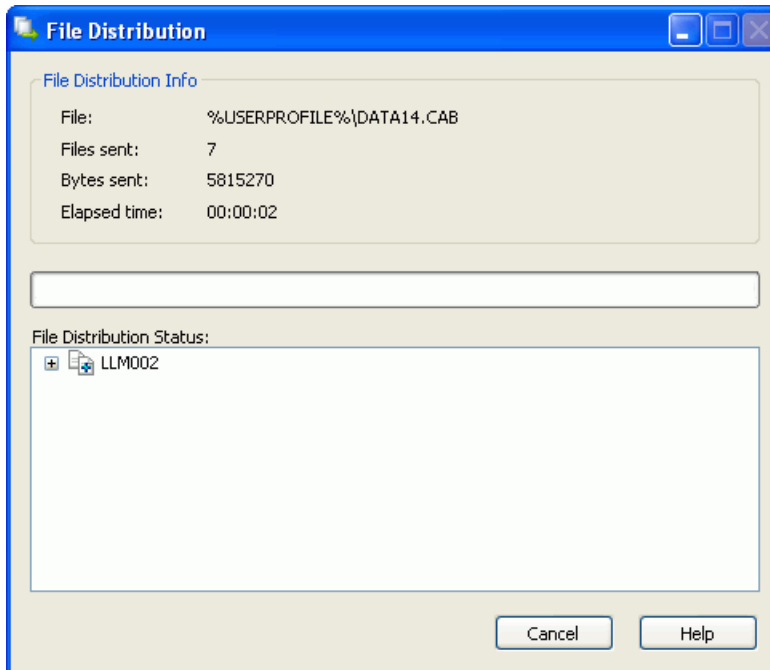 File Distribution
File Distribution Info
File: %USERPROFILE%\DATA14.CAB
Files sent: 7
Bytes sent: 5815270
Elapsed time: 00:00:02
File Distribution Status:
LLM002
Cancel Help